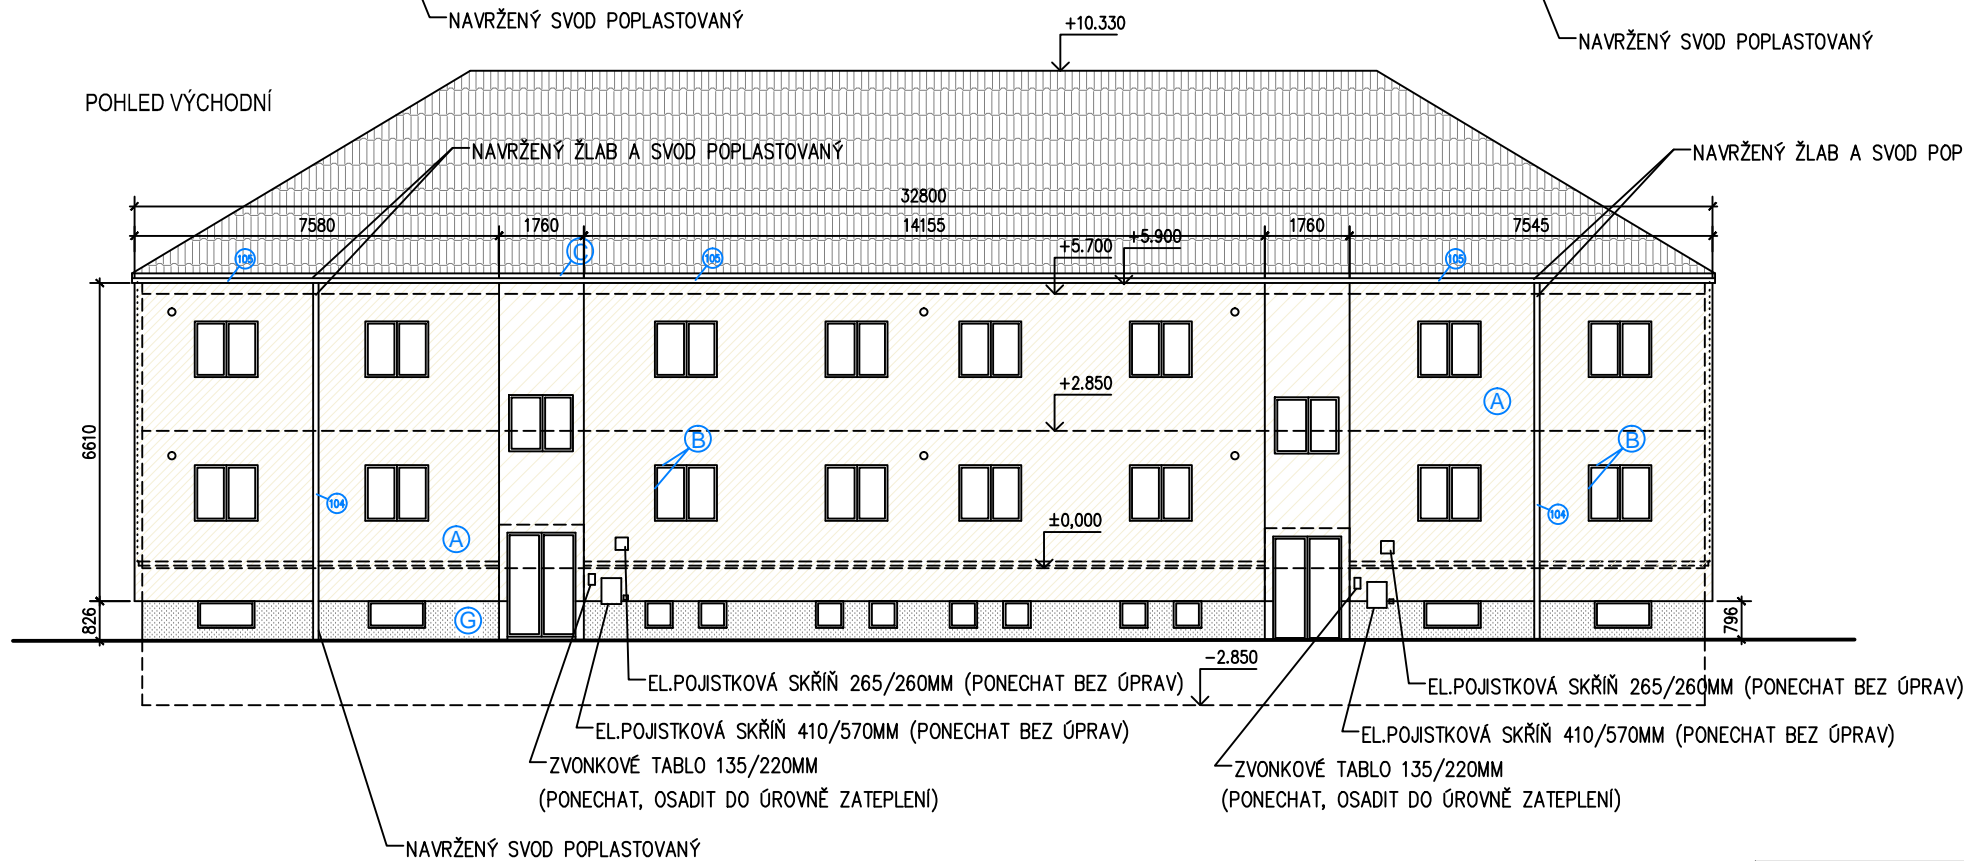 NAVRŽENÝ SVOD POPLASTOVANÝ
+10.330
NAVRŽENÝ SVOD POPLASTOVANÝ
POHLED VÝCHODNÍ
NAVRŽENÝ ŽLAB A SVOD POPLASTOVANÝ
NAVRŽENÝ ŽLAB A SVOD POP
32800
7580
1760
14155
1760
7545
+5.700
+5.900
105
C
105
105
+2.850
A
B
B
6610
104
104
A
±0,000
G
826
796
-2.850
EL.POJISTKOVÁ SKŘÍŇ 265/260MM (PONECHAT BEZ ÚPRAV)
EL.POJISTKOVÁ SKŘÍŇ 265/260MM (PONECHAT BEZ ÚPRAV)
EL.POJISTKOVÁ SKŘÍŇ 410/570MM (PONECHAT BEZ ÚPRAV)
EL.POJISTKOVÁ SKŘÍŇ 410/570MM (PONECHAT BEZ ÚPRAV)
ZVONKOVÉ TABLO 135/220MM
(PONECHAT, OSADIT DO ÚROVNĚ ZATEPLENÍ)
ZVONKOVÉ TABLO 135/220MM
(PONECHAT, OSADIT DO ÚROVNĚ ZATEPLENÍ)
NAVRŽENÝ SVOD POPLASTOVANÝ